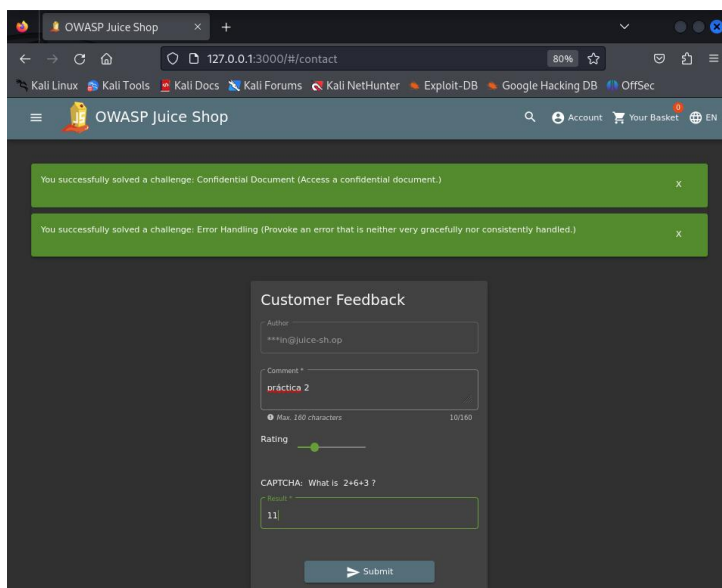 OWASP Juice Shop
127.0.0.1:3000/#/contact
80%
Kali Linux Kali Tools Kali Docs Kali Forums Kali NetHunter Exploit-DB Google Hacking DB OffSec
OWASP Juice Shop
Account
0
Your Basket
EN
You successfully solved a challenge: Confidential Document (Access a confidential document.)
X
You successfully solved a challenge: Error Handling (Provoke an error that is neither very gracefully nor consistently handled.)
X
Customer Feedback
Author
***in@juice-sh.op
Comment *
práctica 2
Max. 160 characters 10/160
Rating
CAPTCHA: What is 2+6+3 ?
Result *
11
Submit